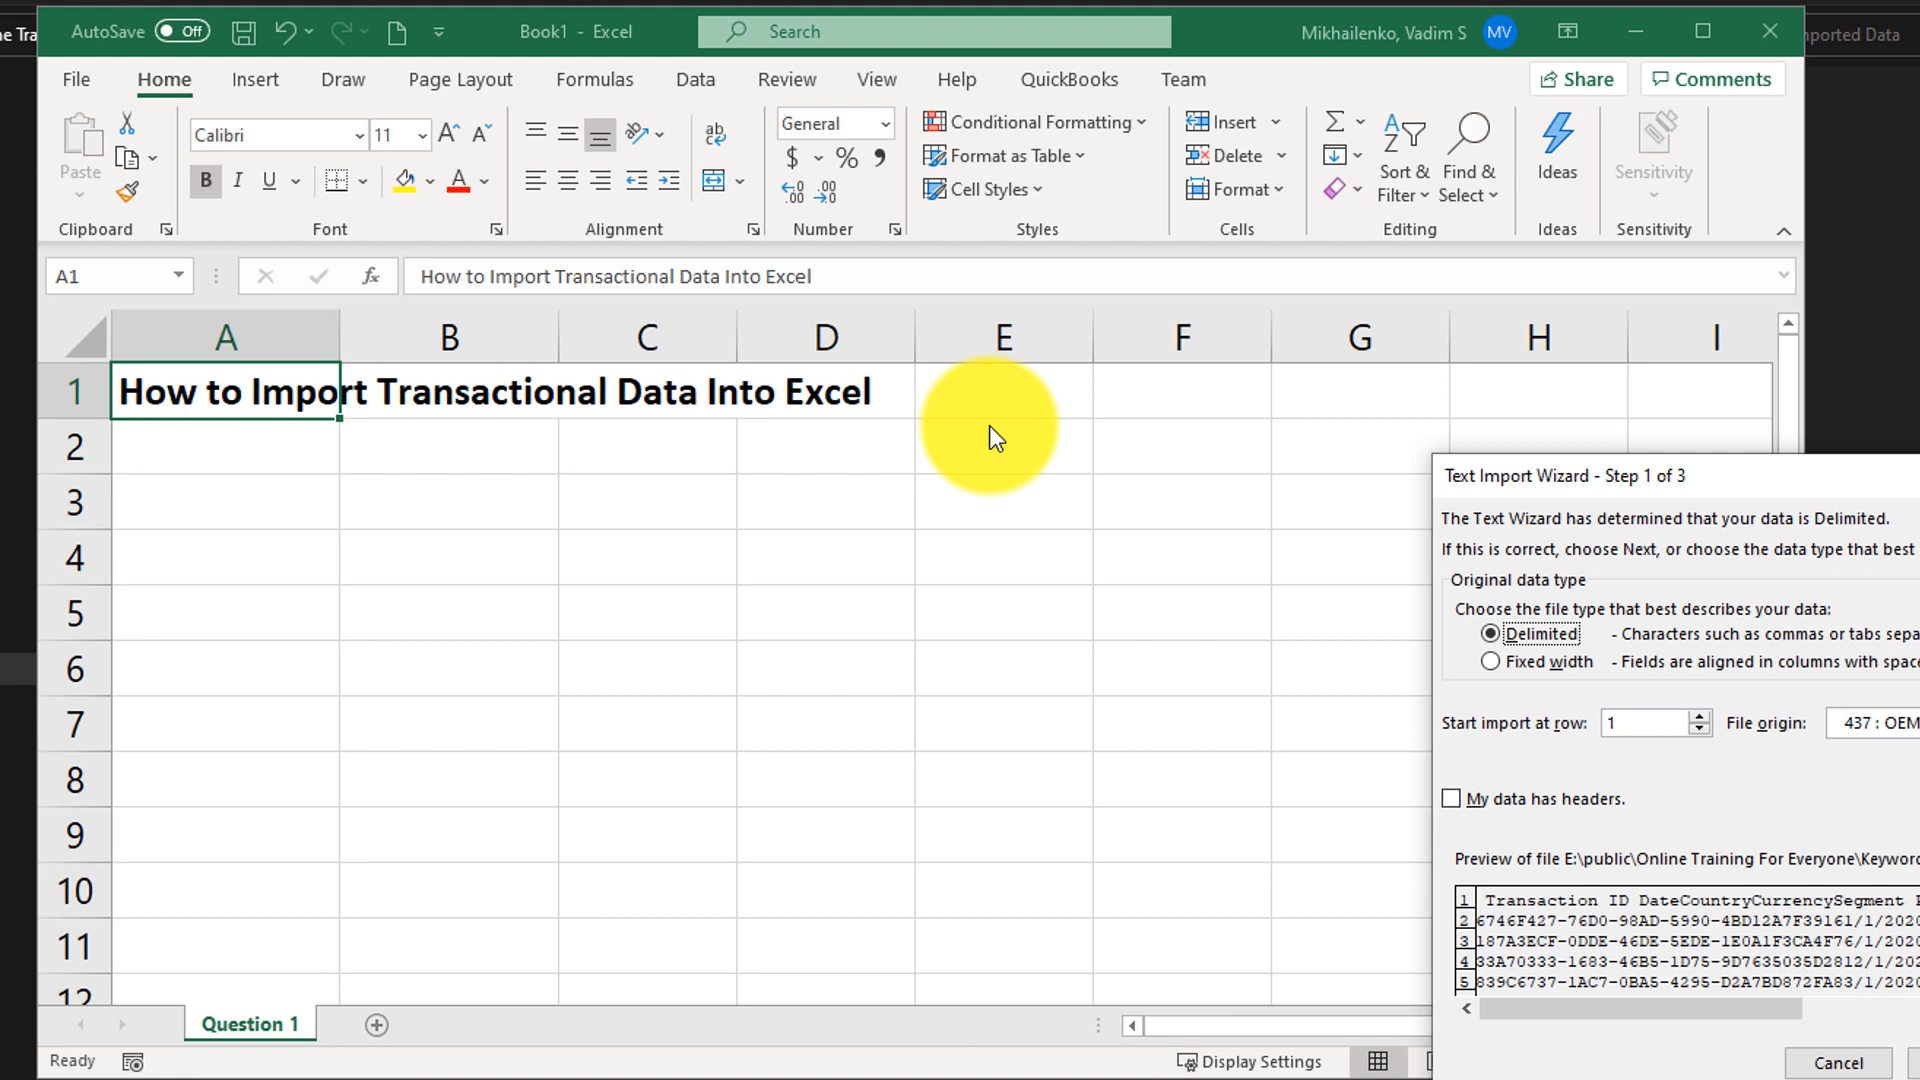 ne Tra
AutoSave Off Book1 - Excel Search Mikhailenko, Vadim S MV
nported Data
File Home Insert Draw Page Layout Formulas Data Review View Help QuickBooks Team Share Comments
Paste
Clipboard
Calibri 11
B I U A
Font
ab
Alignment
General
$ % ,
Number
Conditional Formatting
Format as Table
Cell Styles
Styles
Insert
Delete
Format
Cells
Sort & Filter
Find & Select
Editing
Ideas
Ideas
Sensitivity
Sensitivity
A1 fx How to Import Transactional Data Into Excel
A B C D E F G H I
1 How to Import Transactional Data Into Excel
2
3
4
5
6
7
8
9
10
11
12
Text Import Wizard - Step 1 of 3
The Text Wizard has determined that your data is Delimited.
If this is correct, choose Next, or choose the data type that best
Original data type
Choose the file type that best describes your data:
Delimited - Characters such as commas or tabs sepa
Fixed width - Fields are aligned in columns with space
Start import at row: 1 File origin: 437 : OEM
My data has headers.
Preview of file E:\public\Online Training For Everyone\Keyword
1 Transaction ID DateCountryCurrencySegment
2 6746F427-76D0-98AD-5990-4BD12A7F39161/1/2020
3 187A3ECF-0DDE-46DE-5EDE-1E0A1F3CA4F76/1/2020
4 33A70333-1683-46B5-1D75-9D7635035D2812/1/202
5 839C6737-1AC7-0BA5-4295-D2A7BD872FA83/1/2020
Cancel
Question 1
Ready Display Settings